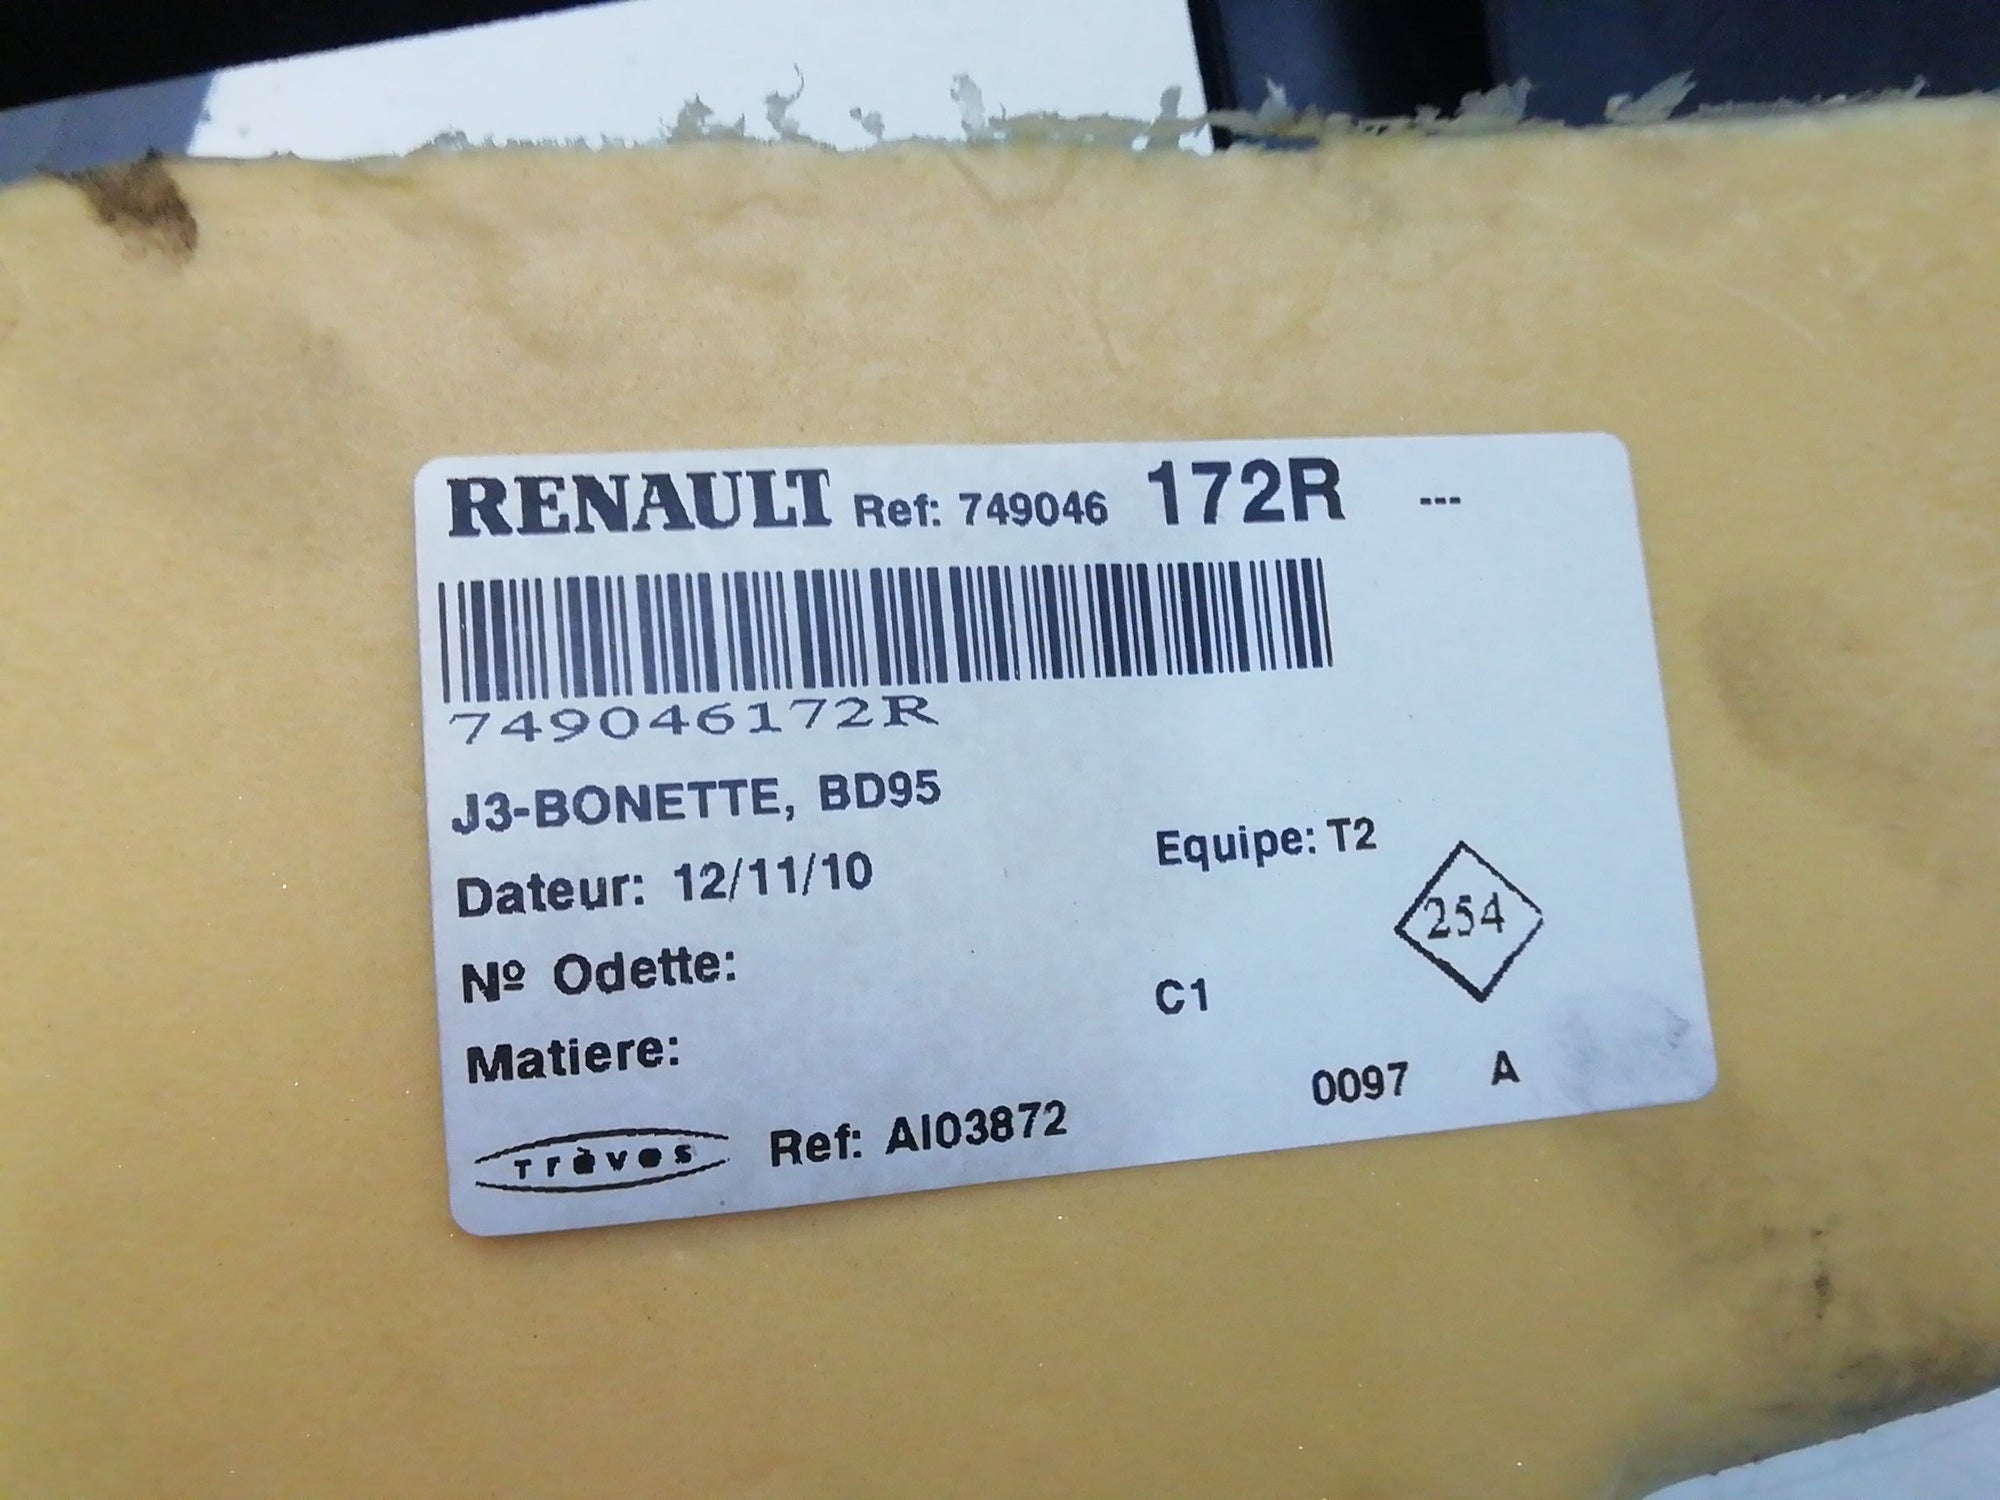 RENAULT Ref: 749046 172R ---
749046172R
J3-BONETTE, BD95
Dateur: 12/11/10 Equipe: T2
254
Nº Odette: C1
Matiere: 0097 A
Trèves Ref: AI03872